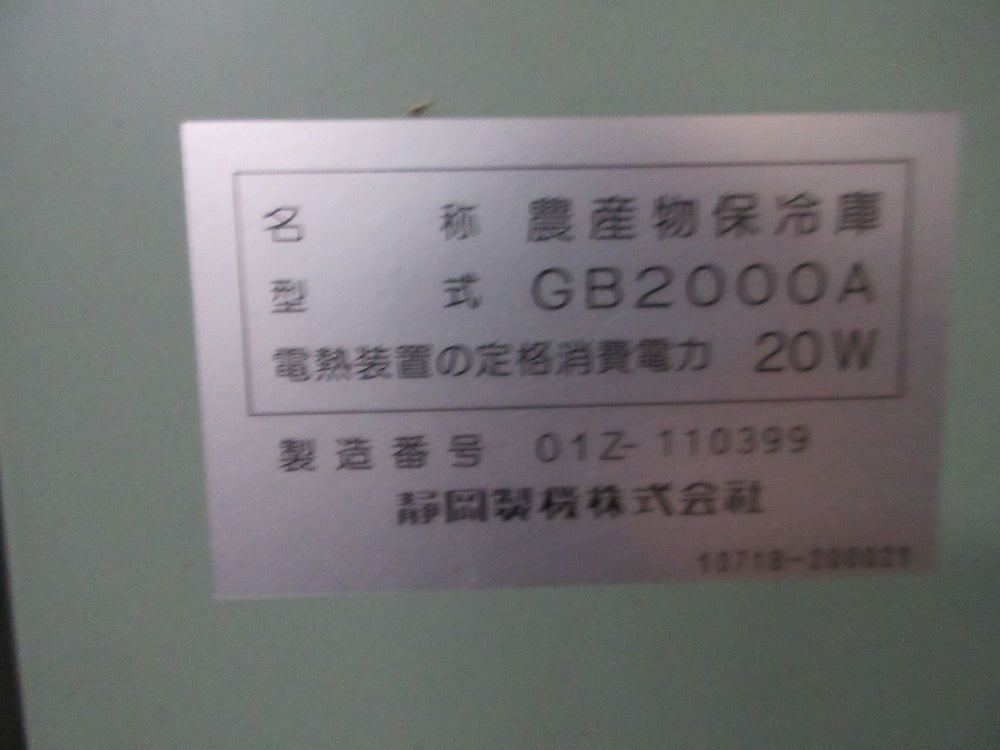 名称 農産物保冷庫
型式 GB2000A
電熱装置の定格消費電力 20W
製造番号 01Z-110399
静岡製機株式会社